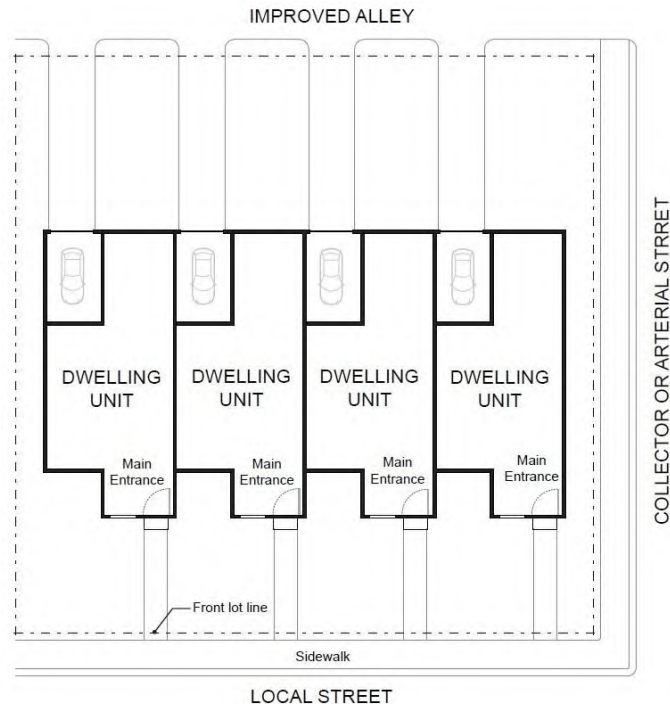 IMPROVED ALLEY
COLLECTOR OR ARTERIAL STRRET
DWELLING
UNIT
DWELLING
UNIT
DWELLING
UNIT
DWELLING
UNIT
Main
Entrance
Main
Entrance
Main
Entrance
Main
Entrance
Front lot line
Sidewalk
LOCAL STREET